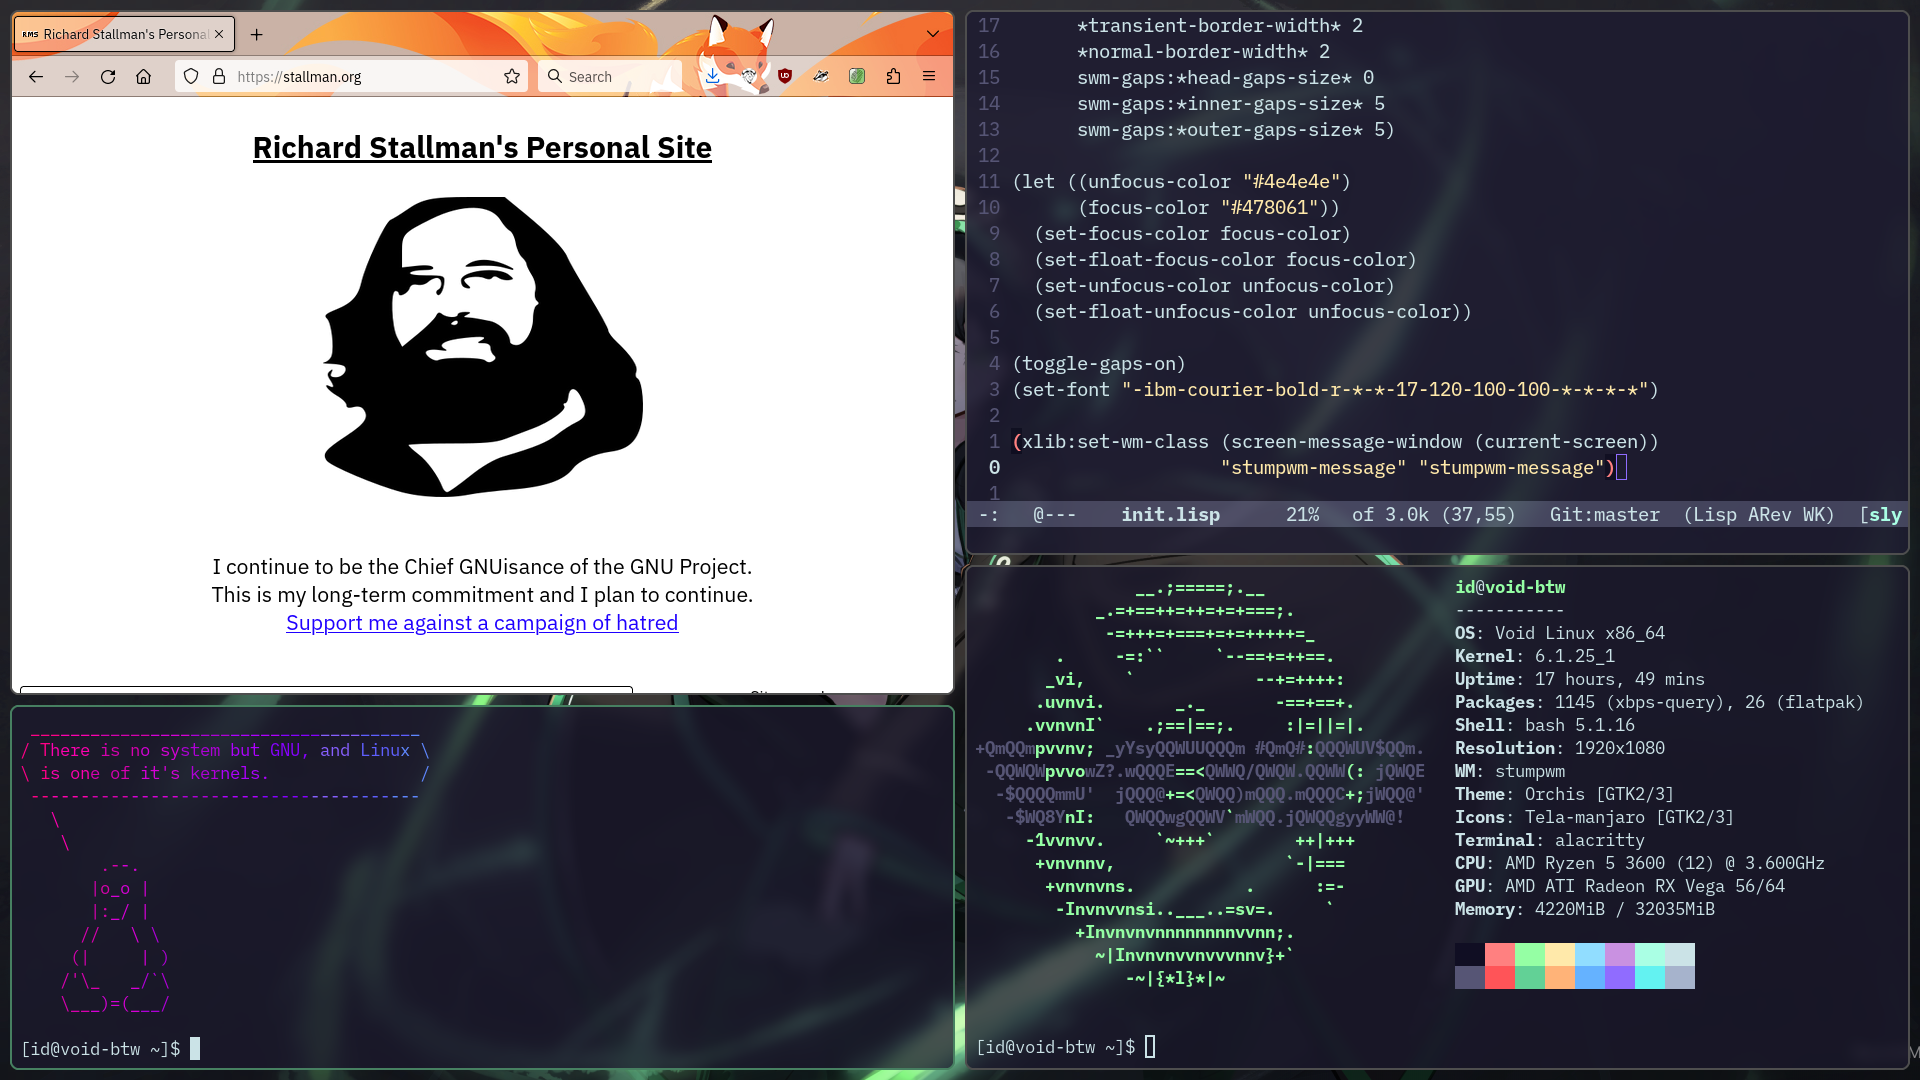 RMS Richard Stallman's Personal
https://stallman.org
Search
Richard Stallman's Personal Site
I continue to be the Chief GNUisance of the GNU Project.
This is my long-term commitment and I plan to continue.
Support me against a campaign of hatred
17 *transient-border-width* 2
16 *normal-border-width* 2
15 swm-gaps:*head-gaps-size* 0
14 swm-gaps:*inner-gaps-size* 5
13 swm-gaps:*outer-gaps-size* 5)
12
11 (let ((unfocus-color "#4e4e4e")
10 (focus-color "#478061"))
9 (set-focus-color focus-color)
8 (set-float-focus-color focus-color)
7 (set-unfocus-color unfocus-color)
6 (set-float-unfocus-color unfocus-color))
5
4 (toggle-gaps-on)
3 (set-font "-ibm-courier-bold-r-*-*-17-120-100-100-*-*-*-*")
2
1 (xlib:set-wm-class (screen-message-window (current-screen))
0 "stumpwm-message" "stumpwm-message")
1
-: @--- init.lisp 21% of 3.0k (37,55) Git:master (Lisp ARev WK) [sly
/ There is no system but GNU, and Linux \
\ is one of it's kernels. /
[id@void-btw ~]$
id@void-btw
-----------
OS: Void Linux x86_64
Kernel: 6.1.25_1
Uptime: 17 hours, 49 mins
Packages: 1145 (xbps-query), 26 (flatpak)
Shell: bash 5.1.16
Resolution: 1920x1080
WM: stumpwm
Theme: Orchis [GTK2/3]
Icons: Tela-manjaro [GTK2/3]
Terminal: alacritty
CPU: AMD Ryzen 5 3600 (12) @ 3.600GHz
GPU: AMD ATI Radeon RX Vega 56/64
Memory: 4220MiB / 32035MiB
[id@void-btw ~]$